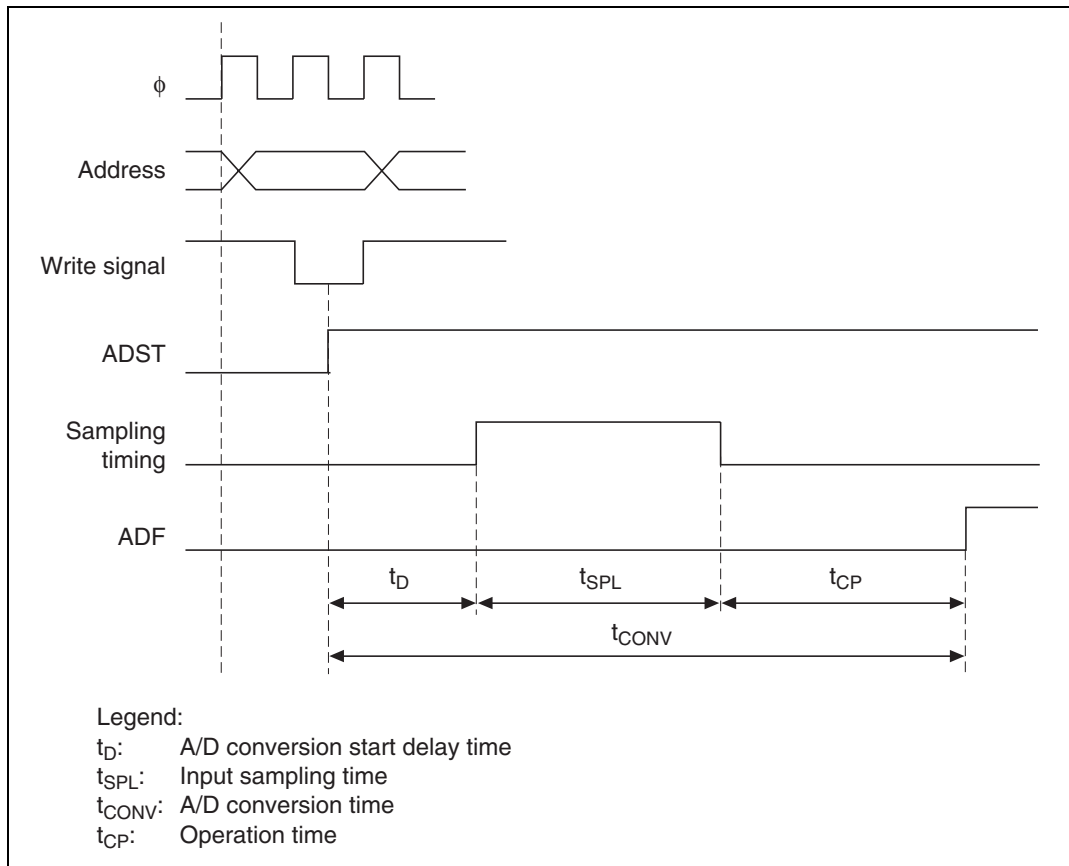 ϕ
Address
Write signal
ADST
Sampling
timing
ADF
tD
tSPL
tCP
tCONV
Legend:
tD: A/D conversion start delay time
tSPL: Input sampling time
tCONV: A/D conversion time
tCP: Operation time